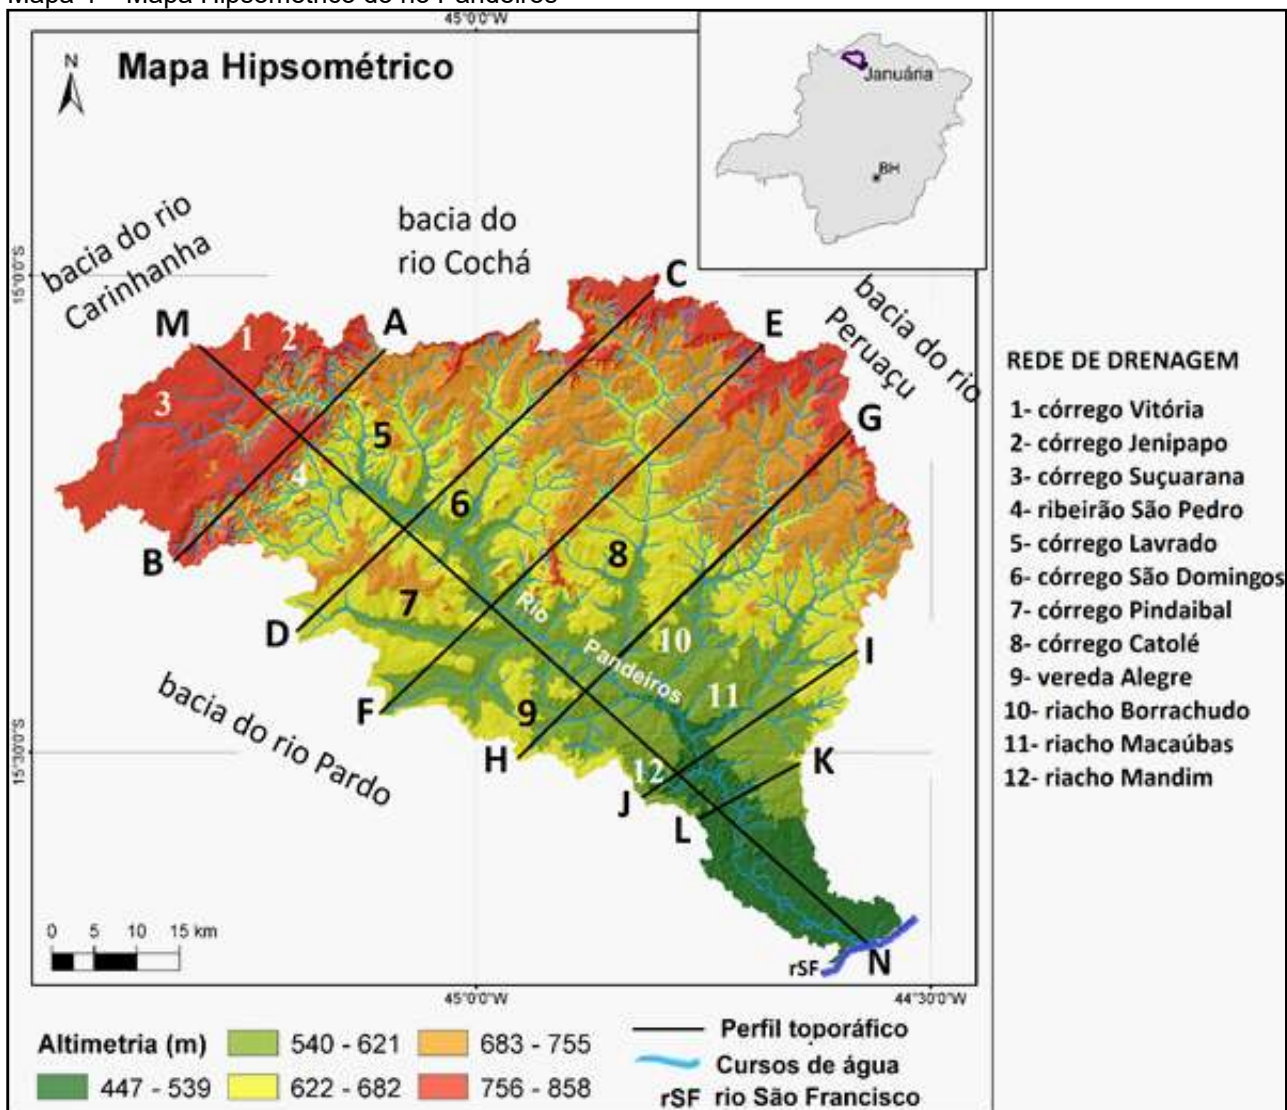 Mapa 4 – Mapa Hipsométrico do rio Pandeiros
45°0'0"W
N
Mapa Hipsométrico
Januária
BH
bacia do rio
Carinhanha
bacia do
rio Cochá
bacia do rio
Peruaçu
15°0'0"S
M
A
C
E
G
1
2
3
4
5
6
7
8
9
10
11
12
B
D
F
H
I
J
K
L
N
Rio
Pandeiros
bacia do rio Pardo
15°30'0"S
0 5 10 15 km
rSF
45°0'0"W
44°30'0"W
REDE DE DRENAGEM
1- córrego Vitória
2- córrego Jenipapo
3- córrego Suçuarana
4- ribeirão São Pedro
5- córrego Lavrado
6- córrego São Domingos
7- córrego Pindaibal
8- córrego Catolé
9- vereda Alegre
10- riacho Borrachudo
11- riacho Macaúbas
12- riacho Mandim
Altimetria (m)
447 - 539
540 - 621
622 - 682
683 - 755
756 - 858
Perfil toporáfico
Cursos de água
rSF rio São Francisco